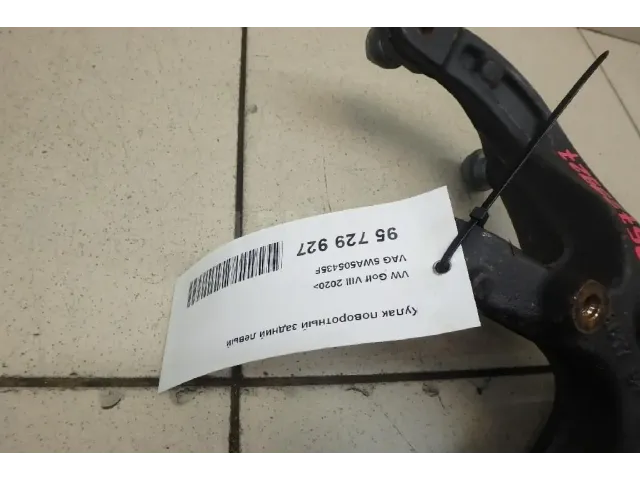 Кулак поворотный задний левый
VW Golf VIII 2020>
VAG 5WA505435F
95 729 927